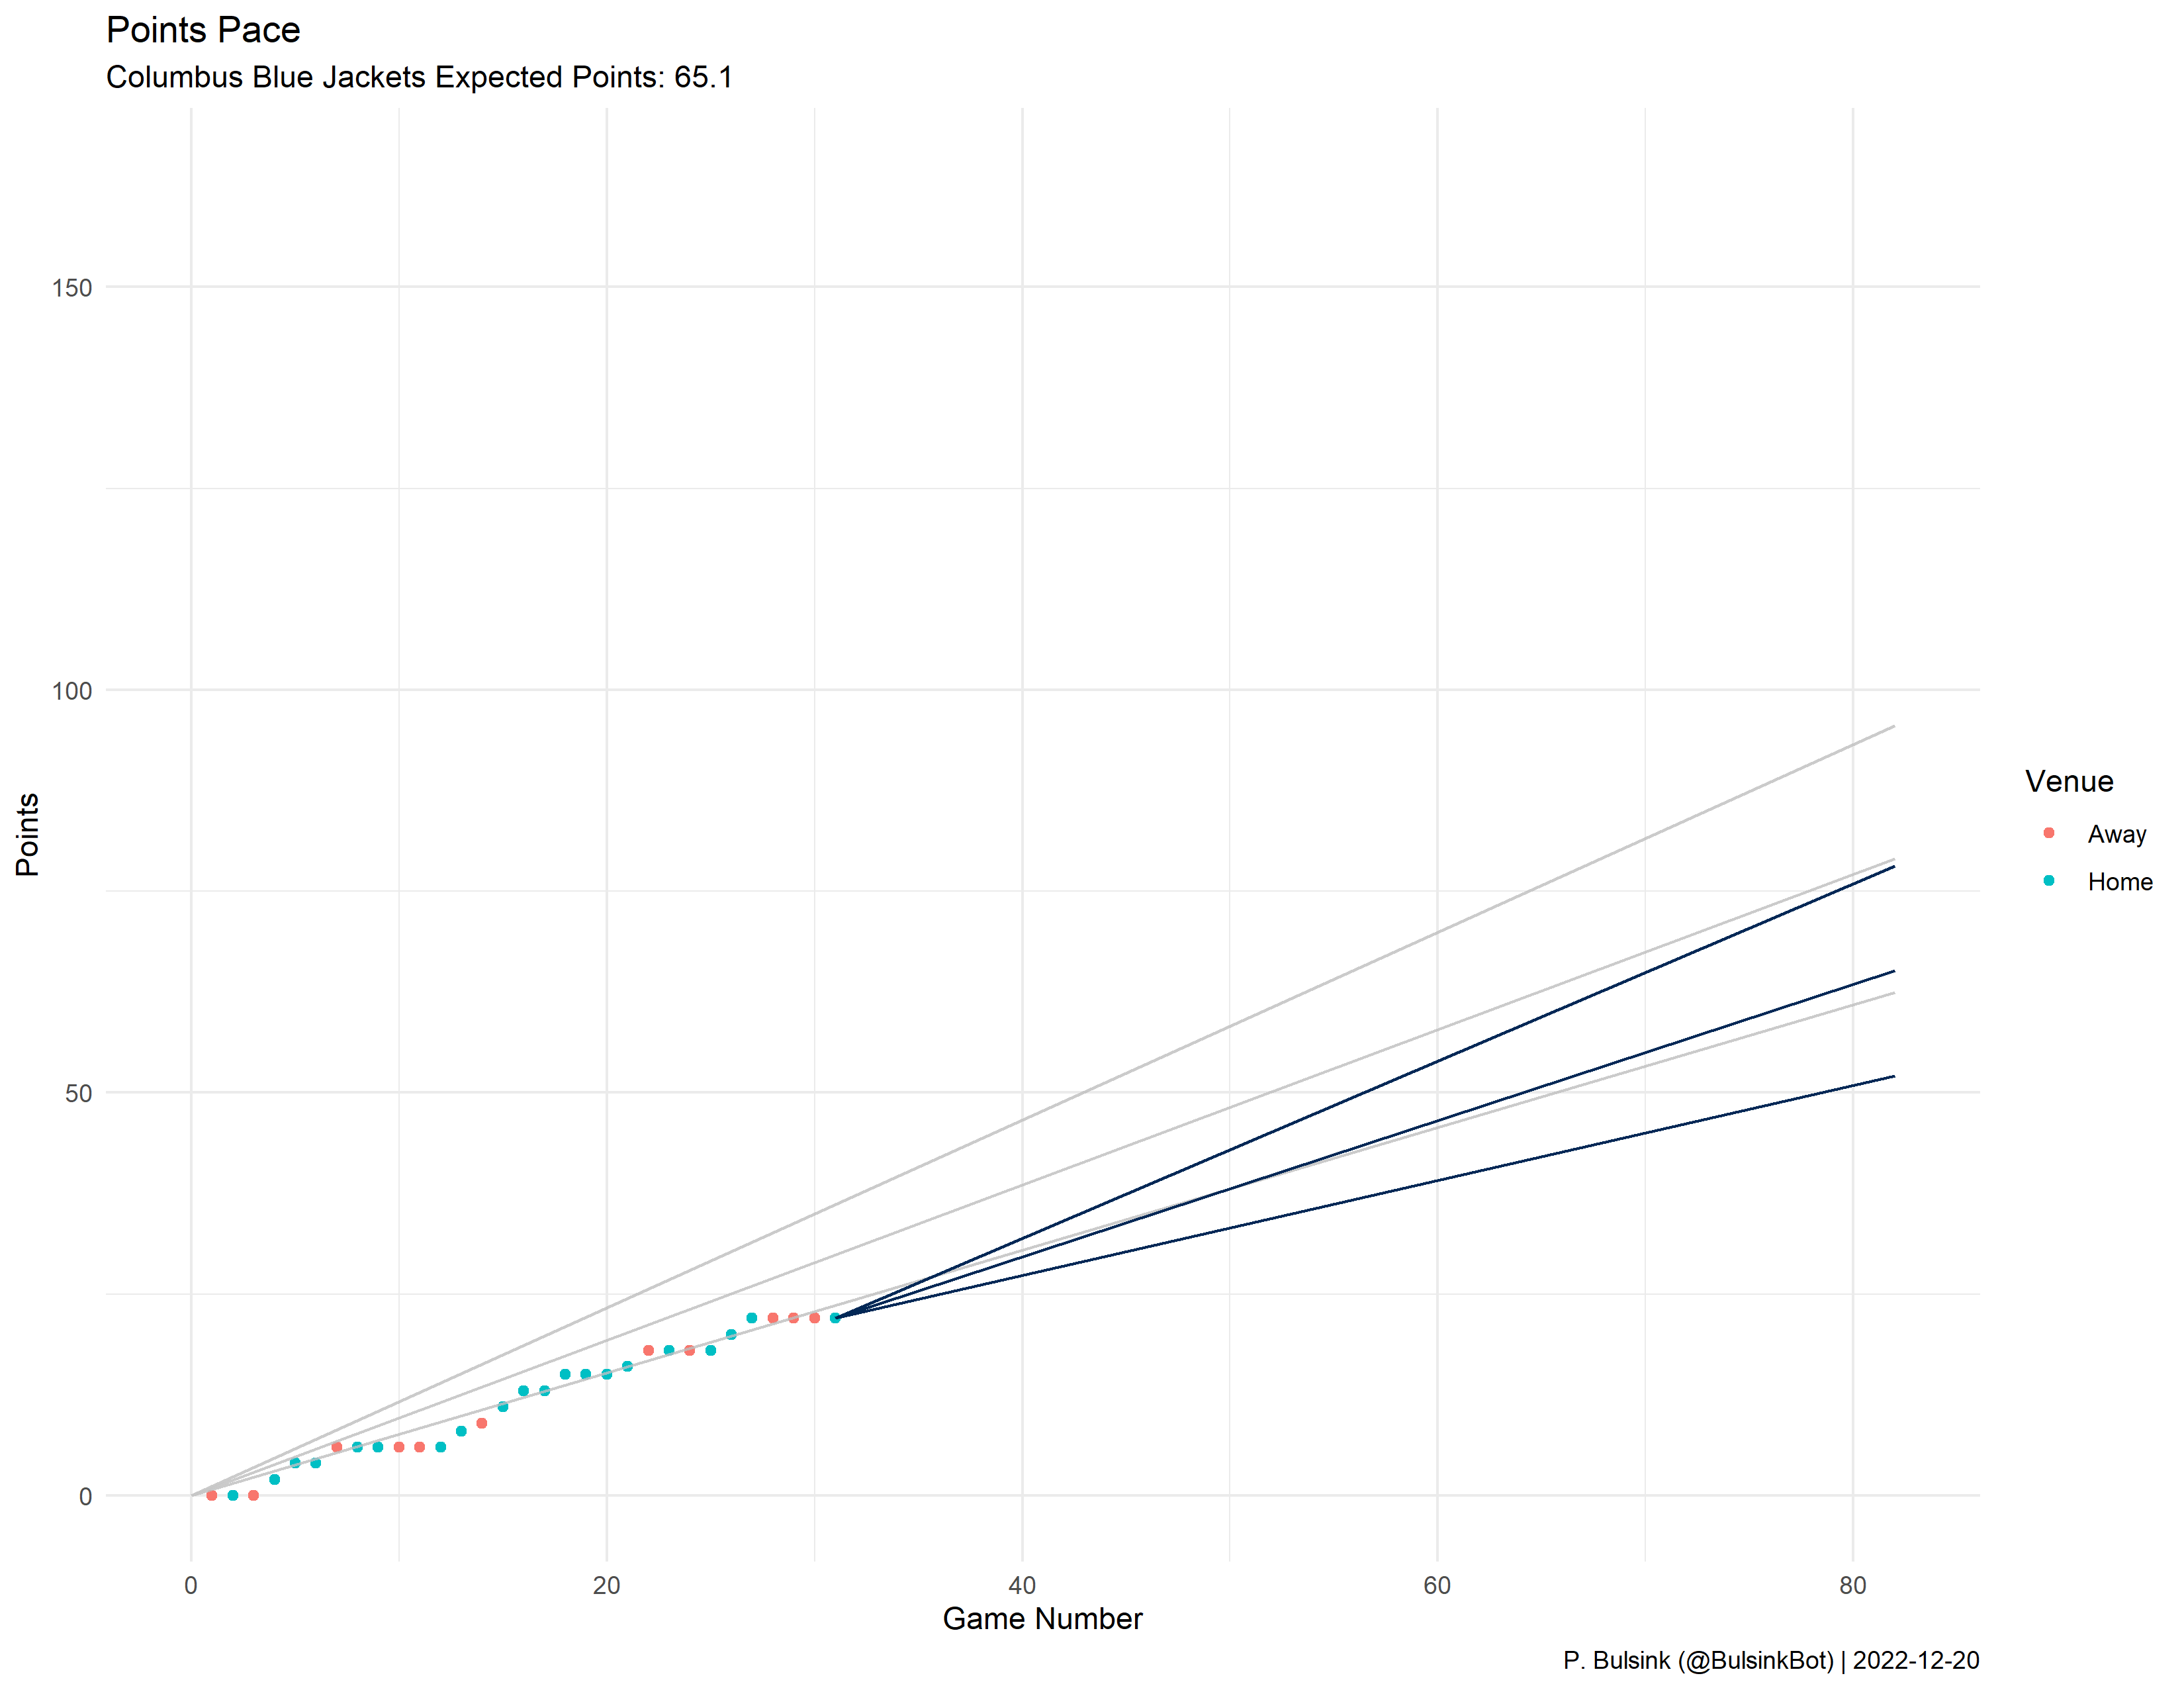 Points Pace
Columbus Blue Jackets Expected Points: 65.1
150
100
50
0
Points
0
20
40
60
80
Game Number
Venue
Away
Home
P. Bulsink (@BulsinkBot) | 2022-12-20